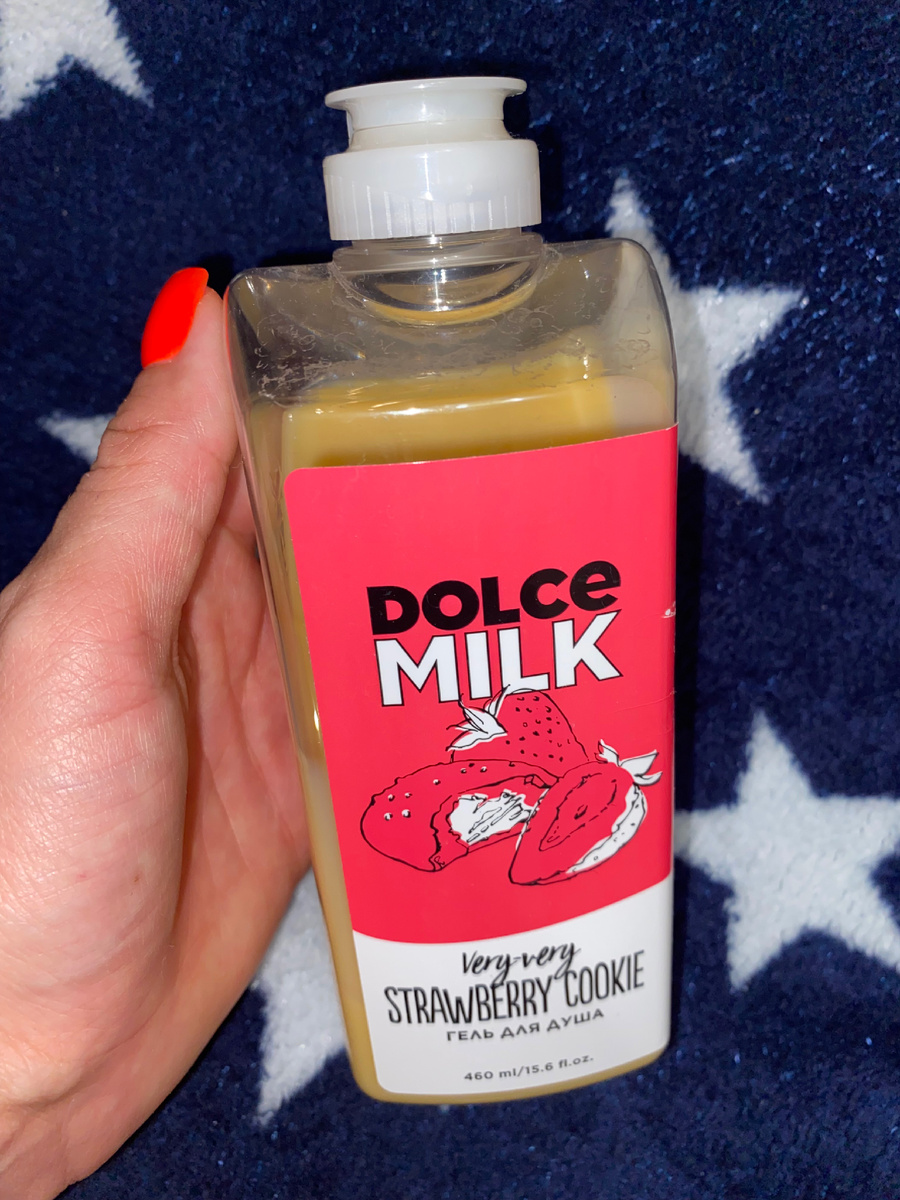 DOLCe
MILK
Very-very
STRAWBERRY COOKIE
ГЕЛЬ ДЛЯ ДУША
460 ml/15.6 fl.oz.